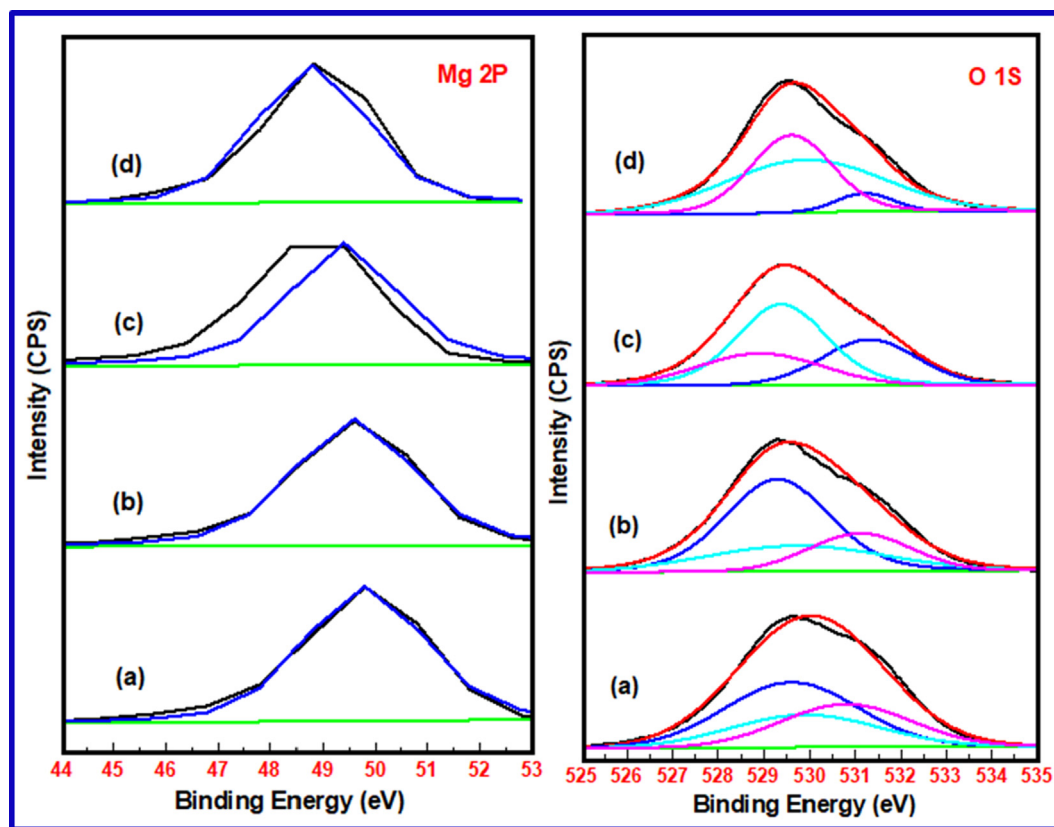 Mg 2P
(d)
(c)
(b)
(a)
Intensity (CPS)
44 45 46 47 48 49 50 51 52 53
Binding Energy (eV)
O 1S
(d)
(c)
(b)
(a)
Intensity (CPS)
525 526 527 528 529 530 531 532 533 534 535
Binding Energy (eV)